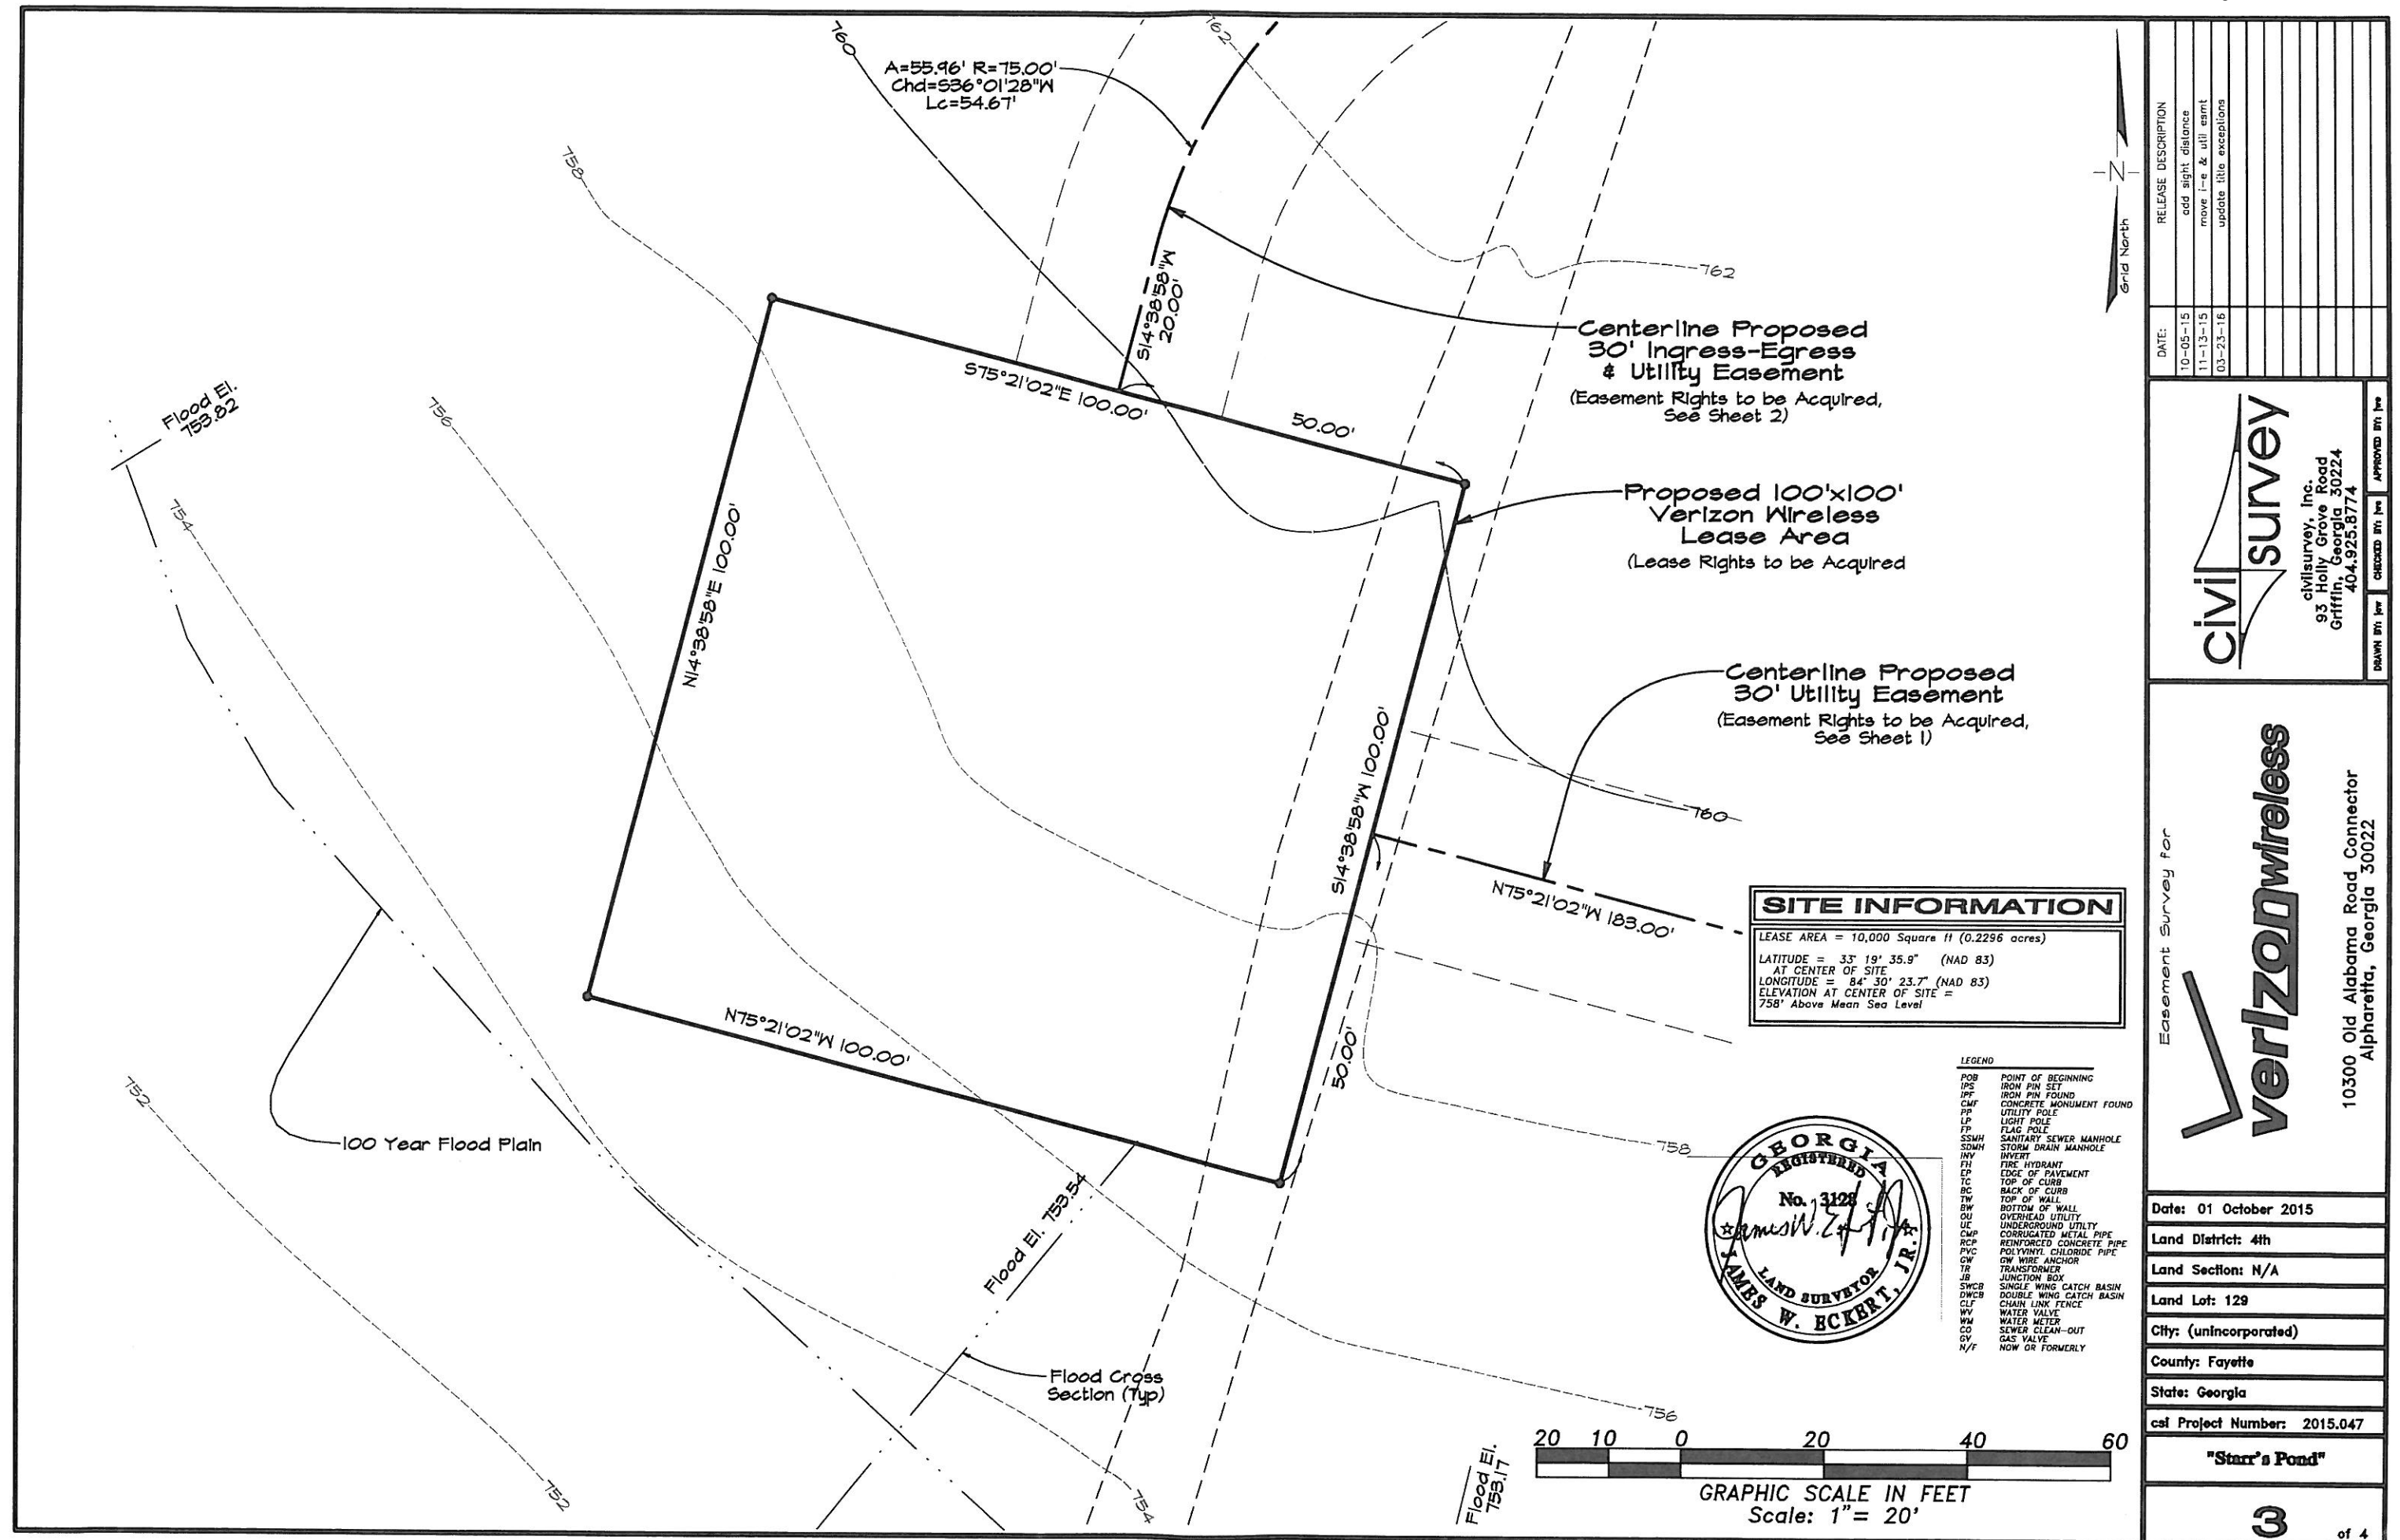 760
762
A=55.96' R=75.00'
Chd=S36°01'28"W
Lc=54.67'
758
762
S14°38'58"W
20.00'
Centerline Proposed
30' Ingress-Egress
& Utility Easement
(Easement Rights to be Acquired,
See Sheet 2)
S75°21'02"E 100.00'
50.00'
Flood El.
753.82
756
754
Proposed 100'x100'
Verizon Wireless
Lease Area
(Lease Rights to be Acquired
N14°38'58"E 100.00'
Centerline Proposed
30' Utility Easement
(Easement Rights to be Acquired,
See Sheet 1)
S14°38'58"W 100.00'
760
N75°21'02"W 183.00'
N75°21'02"W 100.00'
50.00'
752
100 Year Flood Plain
758
Flood El. 753.54
Flood Cross
Section (Typ)
756
752
754
Flood El.
753.17
SITE INFORMATION
LEASE AREA = 10,000 Square ft (0.2296 acres)
LATITUDE = 33° 19' 35.9" (NAD 83)
AT CENTER OF SITE
LONGITUDE = 84° 30' 23.7" (NAD 83)
ELEVATION AT CENTER OF SITE =
758' Above Mean Sea Level
LEGEND
POB POINT OF BEGINNING
IPS IRON PIN SET
IPF IRON PIN FOUND
CMF CONCRETE MONUMENT FOUND
PP UTILITY POLE
LP LIGHT POLE
FP FLAG POLE
SSMH SANITARY SEWER MANHOLE
SDMH STORM DRAIN MANHOLE
INV INVERT
FH FIRE HYDRANT
EP EDGE OF PAVEMENT
TC TOP OF CURB
BC BACK OF CURB
TW TOP OF WALL
BW BOTTOM OF WALL
OU OVERHEAD UTILITY
UE UNDERGROUND UTILTY
CMP CORRUGATED METAL PIPE
RCP REINFORCED CONCRETE PIPE
PVC POLYVINYL CHLORIDE PIPE
GW GW WIRE ANCHOR
TR TRANSFORMER
JB JUNCTION BOX
SWCB SINGLE WING CATCH BASIN
DWCB DOUBLE WING CATCH BASIN
CLF CHAIN LINK FENCE
WV WATER VALVE
WM WATER METER
CO SEWER CLEAN-OUT
GV GAS VALVE
N/F NOW OR FORMERLY
GEORGIA
REGISTERED
No. 3128
LAND SURVEYOR
JAMES W. ECKERT, JR.
20 10 0 20 40 60
GRAPHIC SCALE IN FEET
Scale: 1"= 20'
N
Grid North
DATE: RELEASE DESCRIPTION
10-05-15 add sight distance
11-13-15 move i-e & util esmt
03-23-16 update title exceptions
civil
survey
civilsurvey, Inc.
93 Holly Grove Road
Griffin, Georgia 30224
404.925.8774
DRAWN BY: jwe CHECKED BY: jwe APPROVED BY: jwe
Easement Survey for
verizonwireless
10300 Old Alabama Road Connector
Alpharetta, Georgia 30022
Date: 01 October 2015
Land District: 4th
Land Section: N/A
Land Lot: 129
City: (unincorporated)
County: Fayette
State: Georgia
csi Project Number: 2015.047
"Starr's Pond"
3
of 4